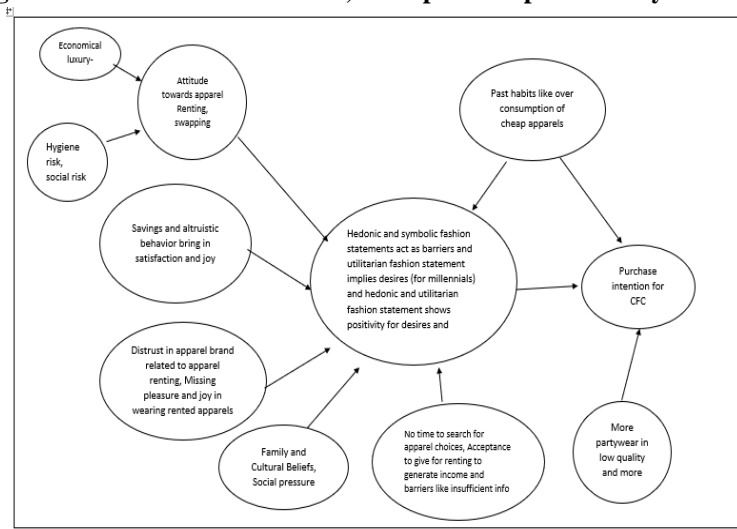 Economical
luxury-
Attitude
towards apparel
Renting,
swapping
Past habits like over
consumption of
cheap apparels
Hygiene
risk,
social risk
Savings and altruistic
behavior bring in
satisfaction and joy
Hedonic and symbolic fashion
statements act as barriers and
utilitarian fashion statement
implies desires (for millennials)
and hedonic and utilitarian
fashion statement shows
positivity for desires and
Purchase
intention for
CFC
Distrust in apparel brand
related to apparel
renting, Missing
pleasure and joy in
wearing rented apparels
Family and
Cultural Beliefs,
Social pressure
No time to search for
apparel choices, Acceptance
to give for renting to
generate income and
barriers like insufficient info
More
partywear in
low quality
and more